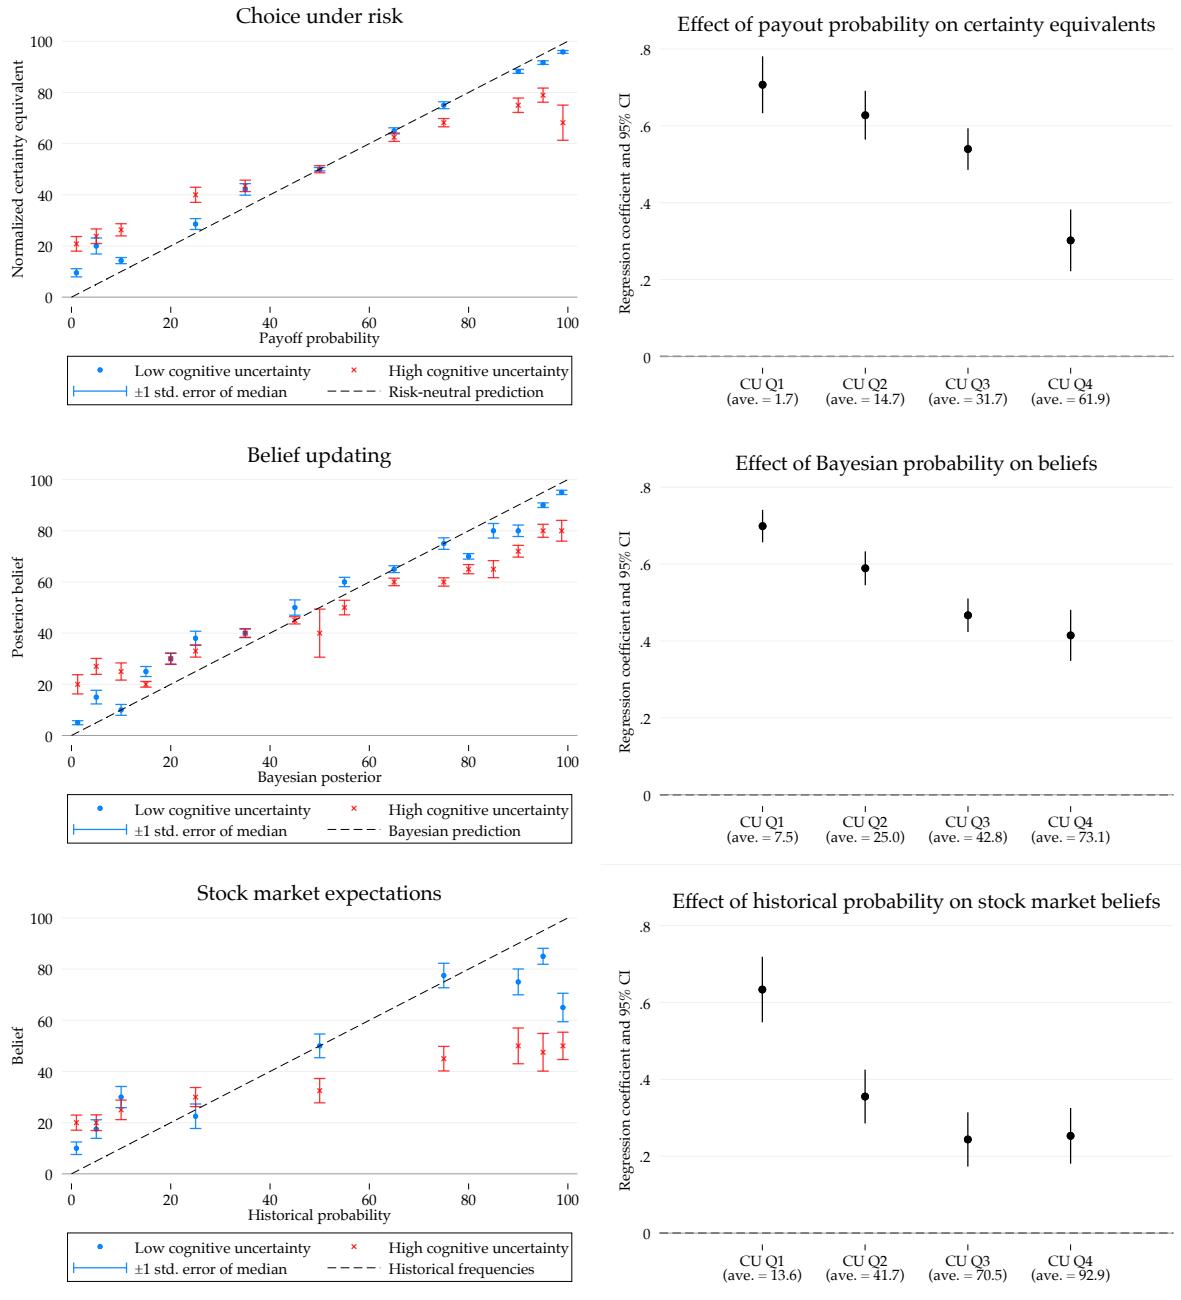 Choice under risk
Normalized certainty equivalent
100
80
60
40
20
0
0 20 40 60 80 100
Payoff probability
Low cognitive uncertainty High cognitive uncertainty
±1 std. error of median Risk-neutral prediction
Effect of payout probability on certainty equivalents
Regression coefficient and 95% CI
.8
.6
.4
.2
0
CU Q1 CU Q2 CU Q3 CU Q4
(ave. = 1.7) (ave. = 14.7) (ave. = 31.7) (ave. = 61.9)
Belief updating
Posterior belief
100
80
60
40
20
0
0 20 40 60 80 100
Bayesian posterior
Low cognitive uncertainty High cognitive uncertainty
±1 std. error of median Bayesian prediction
Effect of Bayesian probability on beliefs
Regression coefficient and 95% CI
.8
.6
.4
.2
0
CU Q1 CU Q2 CU Q3 CU Q4
(ave. = 7.5) (ave. = 25.0) (ave. = 42.8) (ave. = 73.1)
Stock market expectations
Belief
100
80
60
40
20
0
0 20 40 60 80 100
Historical probability
Low cognitive uncertainty High cognitive uncertainty
±1 std. error of median Historical frequencies
Effect of historical probability on stock market beliefs
Regression coefficient and 95% CI
.8
.6
.4
.2
0
CU Q1 CU Q2 CU Q3 CU Q4
(ave. = 13.6) (ave. = 41.7) (ave. = 70.5) (ave. = 92.9)